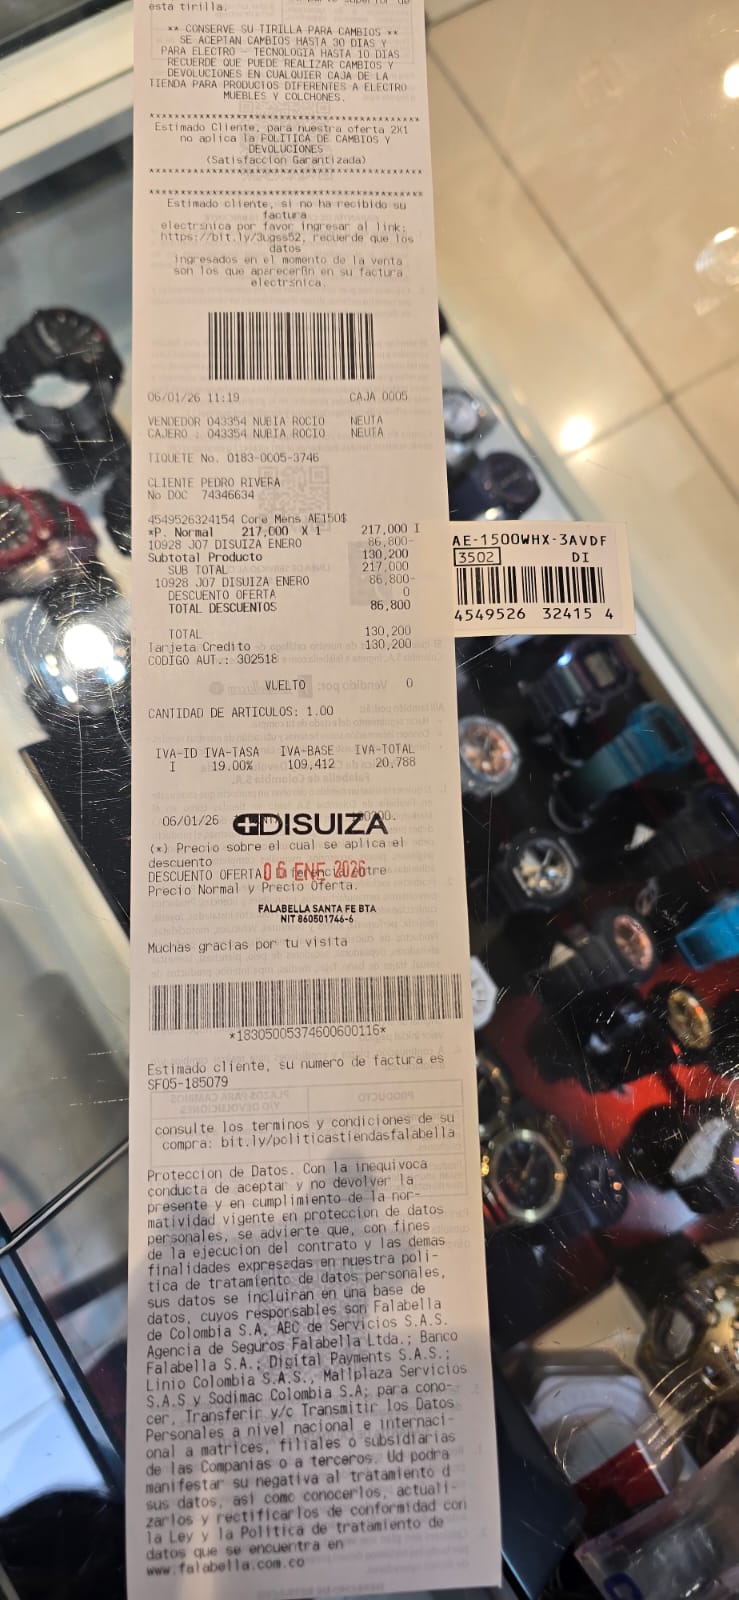 esta tirilla.
** CONSERVE SU TIRILLA PARA CAMBIOS **
SE ACEPTAN CAMBIOS HASTA 30 DIAS Y
PARA ELECTRO - TECNOLOGIA HASTA 10 DIAS
RECUERDE QUE PUEDE REALIZAR CAMBIOS Y
DEVOLUCIONES EN CUALQUIER CAJA DE LA
TIENDA PARA PRODUCTOS DIFERENTES A ELECTRO
MUEBLES Y COLCHONES.
******************************************
Estimado Cliente, para nuestra oferta 2X1
no aplica la POLITICA DE CAMBIOS Y
DEVOLUCIONES
(Satisfaccion Garantizada)
******************************************
******************************************
Estimado cliente, si no ha recibido su
factura
electrsnica por favor ingresar al link:
https://bit.ly/3ugss52, recuerde que los
datos
ingresados en el momento de la venta
son los que aparecerßn en su factura
electrsnica.
06/01/26 11:19 CAJA 0005
VENDEDOR 043354 NUBIA ROCIO NEUTA
CAJERO : 043354 NUBIA ROCIO NEUTA
TIQUETE No. 0183-0005-3746
CLIENTE PEDRO RIVERA
No DOC 74346634
4549526324154 Core Mens AE150$
*P. Normal 217,000 X 1 217,000 I
10928 J07 DISUIZA ENERO 86,800-
Subtotal Producto 130,200
SUB TOTAL 217,000
10928 J07 DISUIZA ENERO 86,800-
DESCUENTO OFERTA 0
TOTAL DESCUENTOS 86,800
TOTAL 130,200
Tarjeta Credito 130,200
CODIGO AUT.: 302518
VUELTO 0
CANTIDAD DE ARTICULOS: 1.00
IVA-ID IVA-TASA IVA-BASE IVA-TOTAL
I 19.00% 109,412 20,788
06/01/26
DISUIZA
(*) Precio sobre el cual se aplica el
descuento
DESCUENTO OFERTA
06 ENE 2026
Precio Normal y Precio Oferta.
FALABELLA SANTA FE BTA
NIT 860501746-6
Muchas gracias por tu visita
*18305005374600600116*
Estimado cliente, su numero de factura es
SF05-185079
consulte los terminos y condiciones de su
compra: bit.ly/politicastiendasfalabella
Proteccion de Datos. Con la inequivoca
conducta de aceptar y no devolver la
presente y en cumplimiento de la nor-
matividad vigente en proteccion de datos
personales, se advierte que, con fines
de la ejecucion del contrato y las demas
finalidades expresadas en nuestra poli-
tica de tratamiento de datos personales,
sus datos se incluiran en una base de
datos, cuyos responsables son Falabella
de Colombia S.A, ABC de Servicios S.A.S.
Agencia de Seguros Falabella Ltda.; Banco
Falabella S.A.; Digital Payments S.A.S.;
Linio Colombia S.A.S., Mallplaza Servicios
S.A.S y Sodimac Colombia S.A; para cono-
cer, Transferir y/c Transmitir los Datos
Personales a nivel nacional e internaci-
onal a matrices, filiales o subsidiarias
de las Companias o a terceros. Ud podra
manifestar su negativa al tratamiento d
sus datos, asi como conocerlos, actuali-
zarlos y rectificarlos de conformidad con
la Ley y la Politica de tratamiento de
datos que se encuentra en
www.falabella.com.co
AE-1500WHX-3AVDF
3502 DI
4549526 32415 4